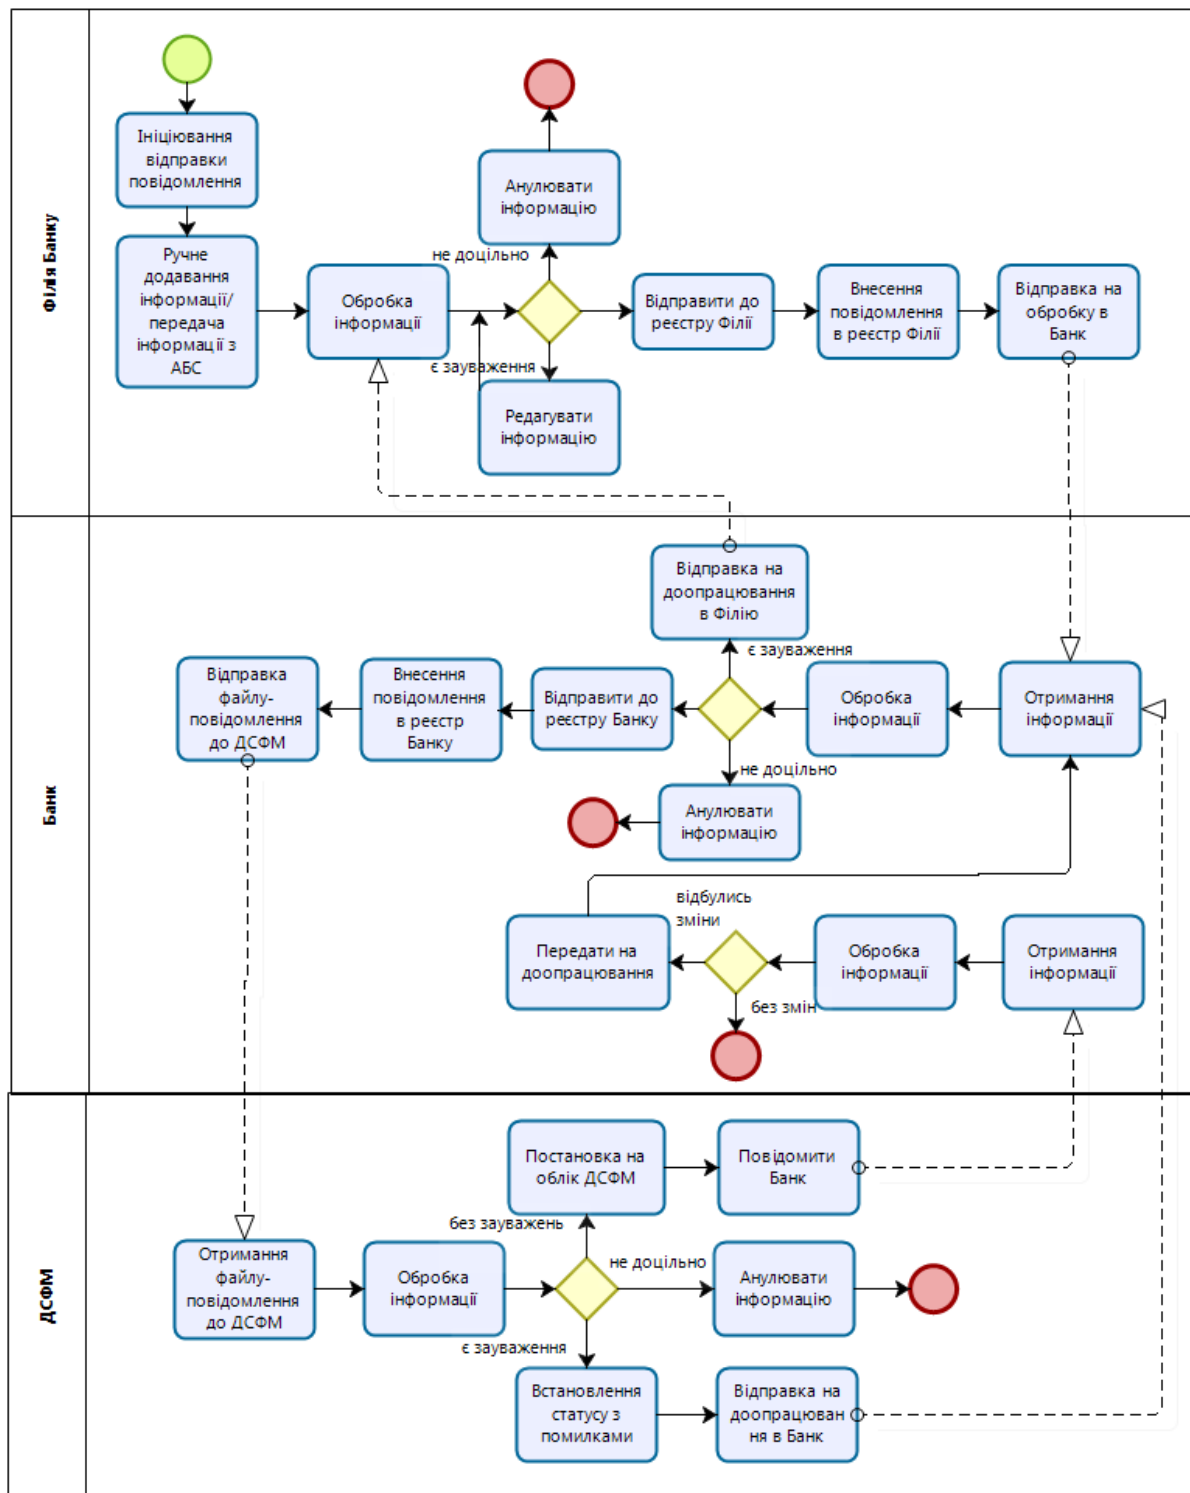 Філія Банку
Ініціювання
відправки
повідомлення
Ручне
додавання
інформації/
передача
інформації з
АБС
Обробка
інформації
Анулювати
інформацію
не доцільно
є зауваження
Редагувати
інформацію
Відправити до
реєстру Філії
Внесення
повідомлення
в реєстр Філії
Відправка на
обробку в
Банк
Банк
Відправка на
доопрацювання
в Філію
є зауваження
Відправка
файлу-
повідомлення
до ДСФМ
Внесення
повідомлення
в реєстр
Банку
Відправити до
реєстру Банку
Обробка
інформації
Отримання
інформації
не доцільно
Анулювати
інформацію
відбулись
зміни
Передати на
доопрацювання
Обробка
інформації
Отримання
інформації
без змін
ДСФМ
Постановка на
облік ДСФМ
Повідомити
Банк
без зауважень
Отримання
файлу-
повідомлення
до ДСФМ
Обробка
інформації
не доцільно
Анулювати
інформацію
є зауваження
Встановлення
статусу з
помилками
Відправка на
доопрацюван
ня в Банк